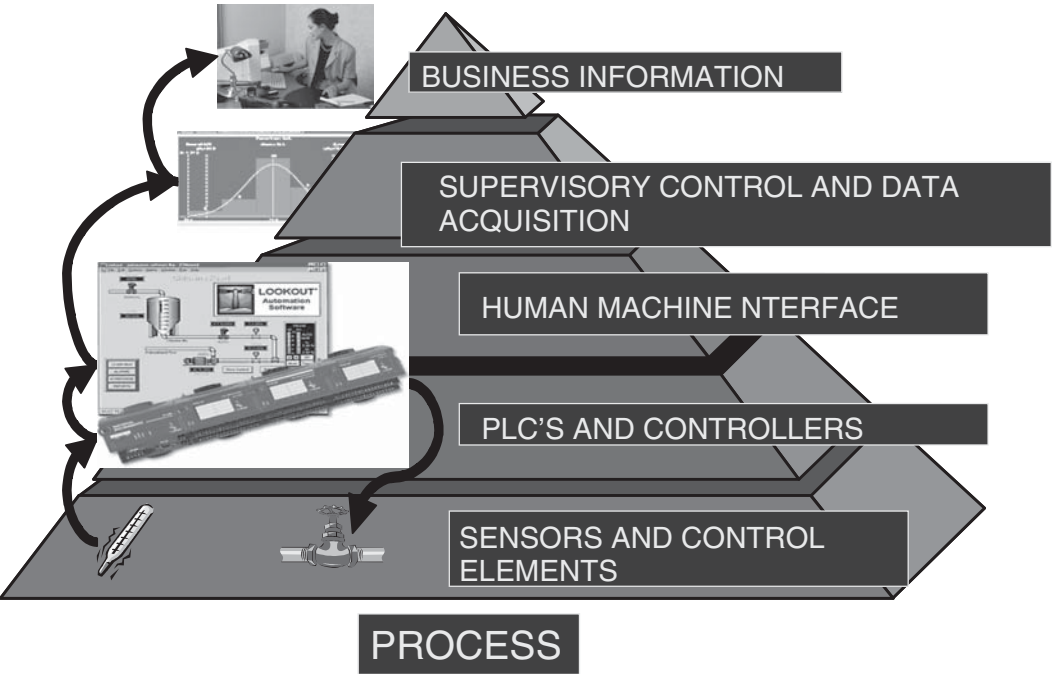 BUSINESS INFORMATION
SUPERVISORY CONTROL AND DATA
ACQUISITION
LOOKOUT
Automation
Software
HUMAN MACHINE NTERFACE
PLC'S AND CONTROLLERS
SENSORS AND CONTROL
ELEMENTS
PROCESS